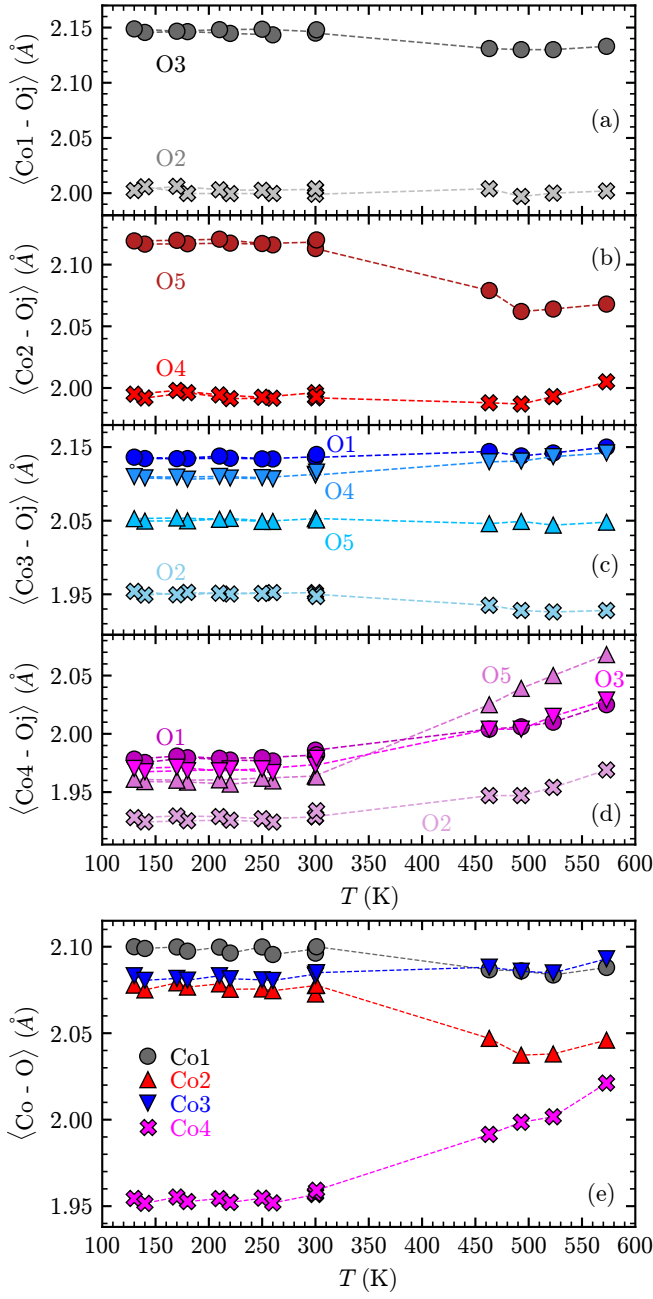 2.15
2.10
2.05
2.00
⟨Co1 - Oj⟩ (Å)
O3
O2
(a)
2.10
2.05
2.00
⟨Co2 - Oj⟩ (Å)
(b)
O5
O4
2.15
2.05
1.95
⟨Co3 - Oj⟩ (Å)
O1
O4
O5
O2
(c)
2.05
2.00
1.95
⟨Co4 - Oj⟩ (Å)
O5
O3
O1
O2
(d)
100 150 200 250 300 350 400 450 500 550 600
T (K)
2.10
2.05
2.00
1.95
⟨Co - O⟩ (Å)
Co1
Co2
Co3
Co4
(e)
100 150 200 250 300 350 400 450 500 550 600
T (K)